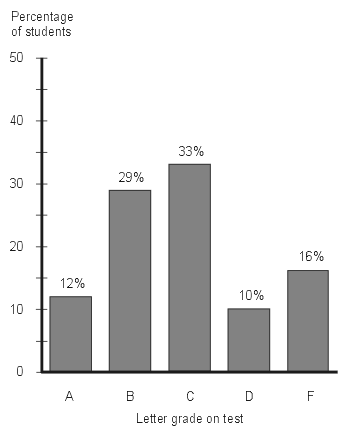 Percentage
of students
50
40
30
20
10
0
12%
29%
33%
10%
16%
A B C D F
Letter grade on test